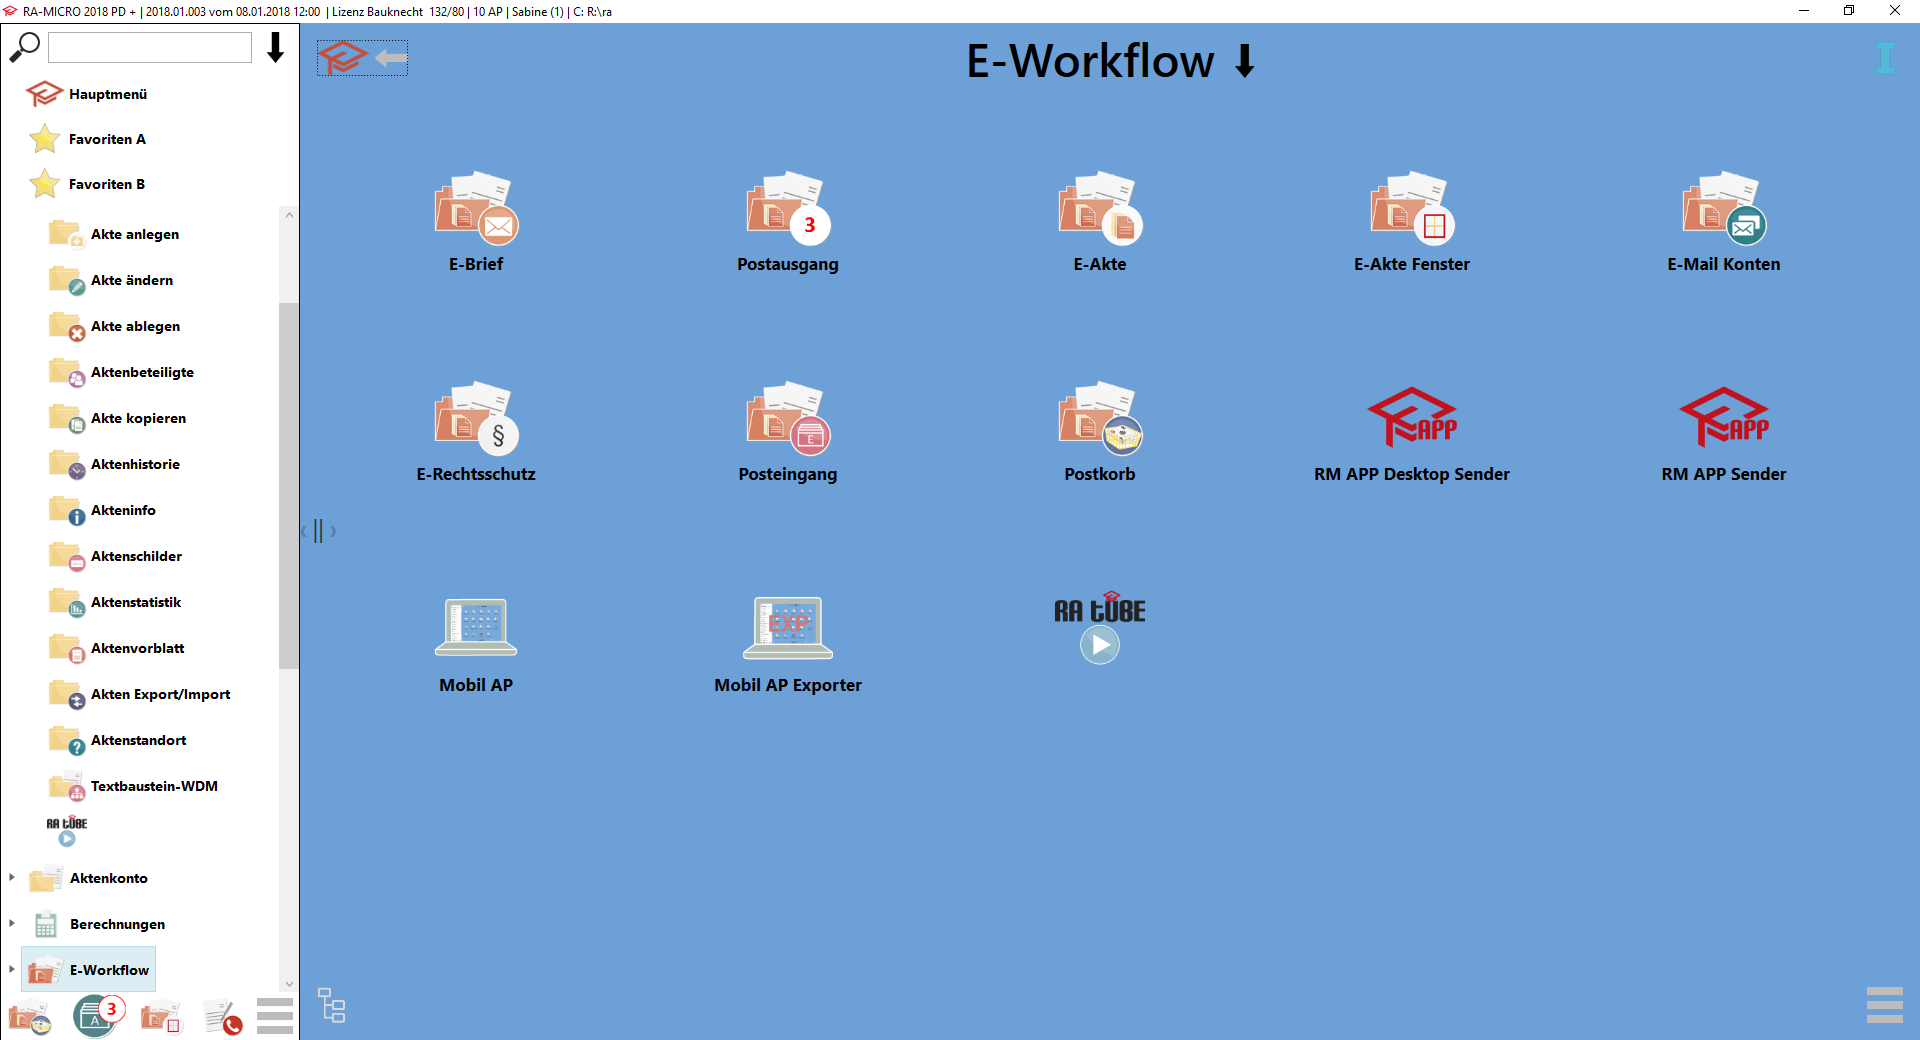 RA-MICRO 2018 PD + | 2018.01.003 vom 08.01.2018 12:00 | Lizenz Bauknecht 132/80 | 10 AP | Sabine (1) | C: R:\ra
Hauptmenü
Favoriten A
Favoriten B
Akte anlegen
Akte ändern
Akte ablegen
Aktenbeteiligte
Akte kopieren
Aktenhistorie
Akteninfo
Aktenschilder
Aktenstatistik
Aktenvorblatt
Akten Export/Import
Aktenstandort
Textbaustein-WDM
RA tUBE
Aktenkonto
Berechnungen
E-Workflow
A
3
E-Workflow
I
E-Brief
3
Postausgang
E-Akte
E-Akte Fenster
E-Mail Konten
§
E-Rechtsschutz
E
Posteingang
Postkorb
APP
RM APP Desktop Sender
APP
RM APP Sender
Mobil AP
EXP
Mobil AP Exporter
RA tUBE